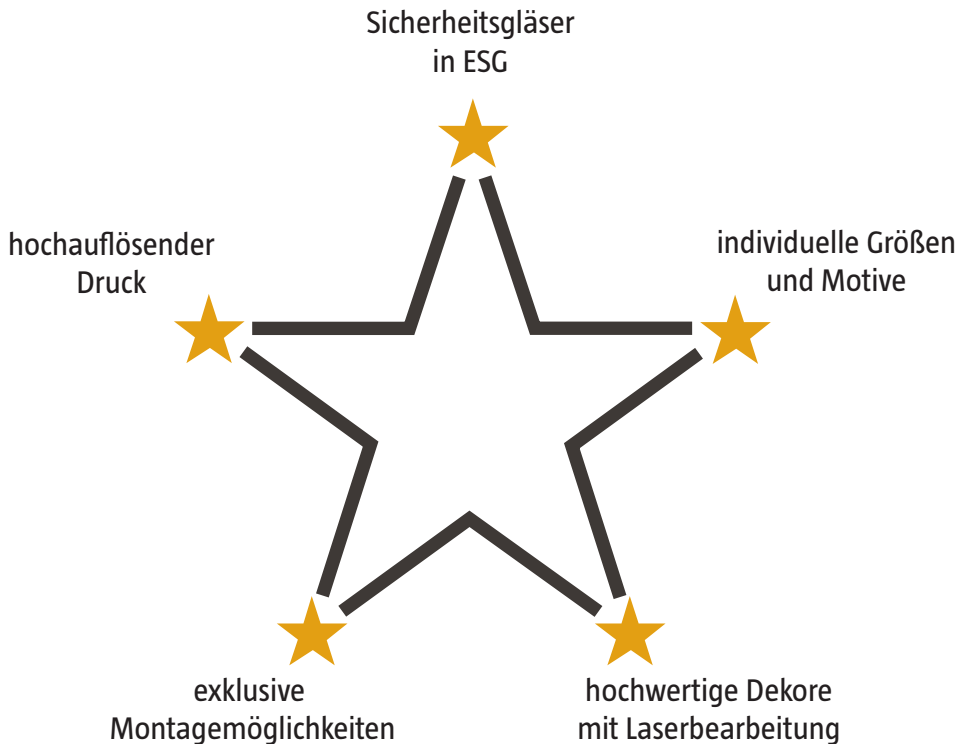 Sicherheitsgläser
in ESG
hochauflösender
Druck
individuelle Größen
und Motive
exklusive
Montagemöglichkeiten
hochwertige Dekore
mit Laserbearbeitung